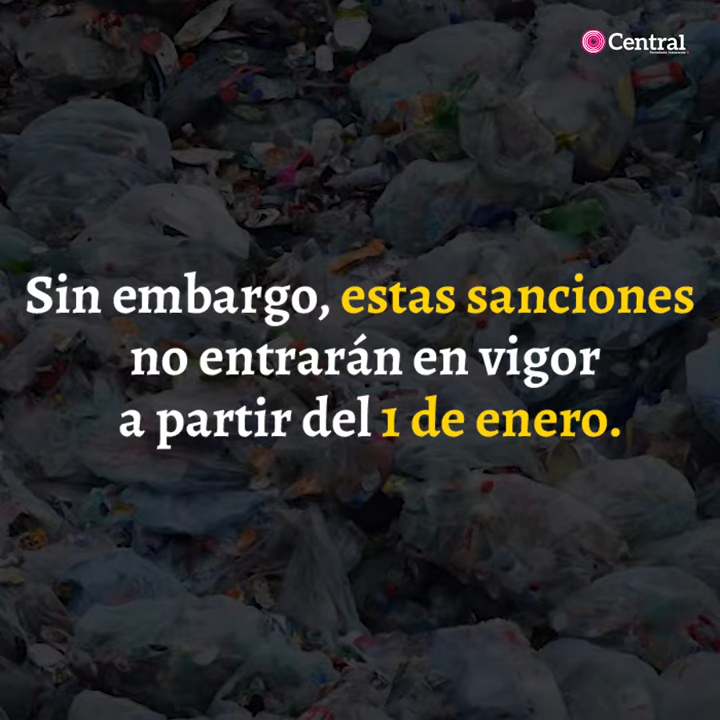 Central
Sin embargo, estas sanciones
no entrarán en vigor
a partir del 1 de enero.